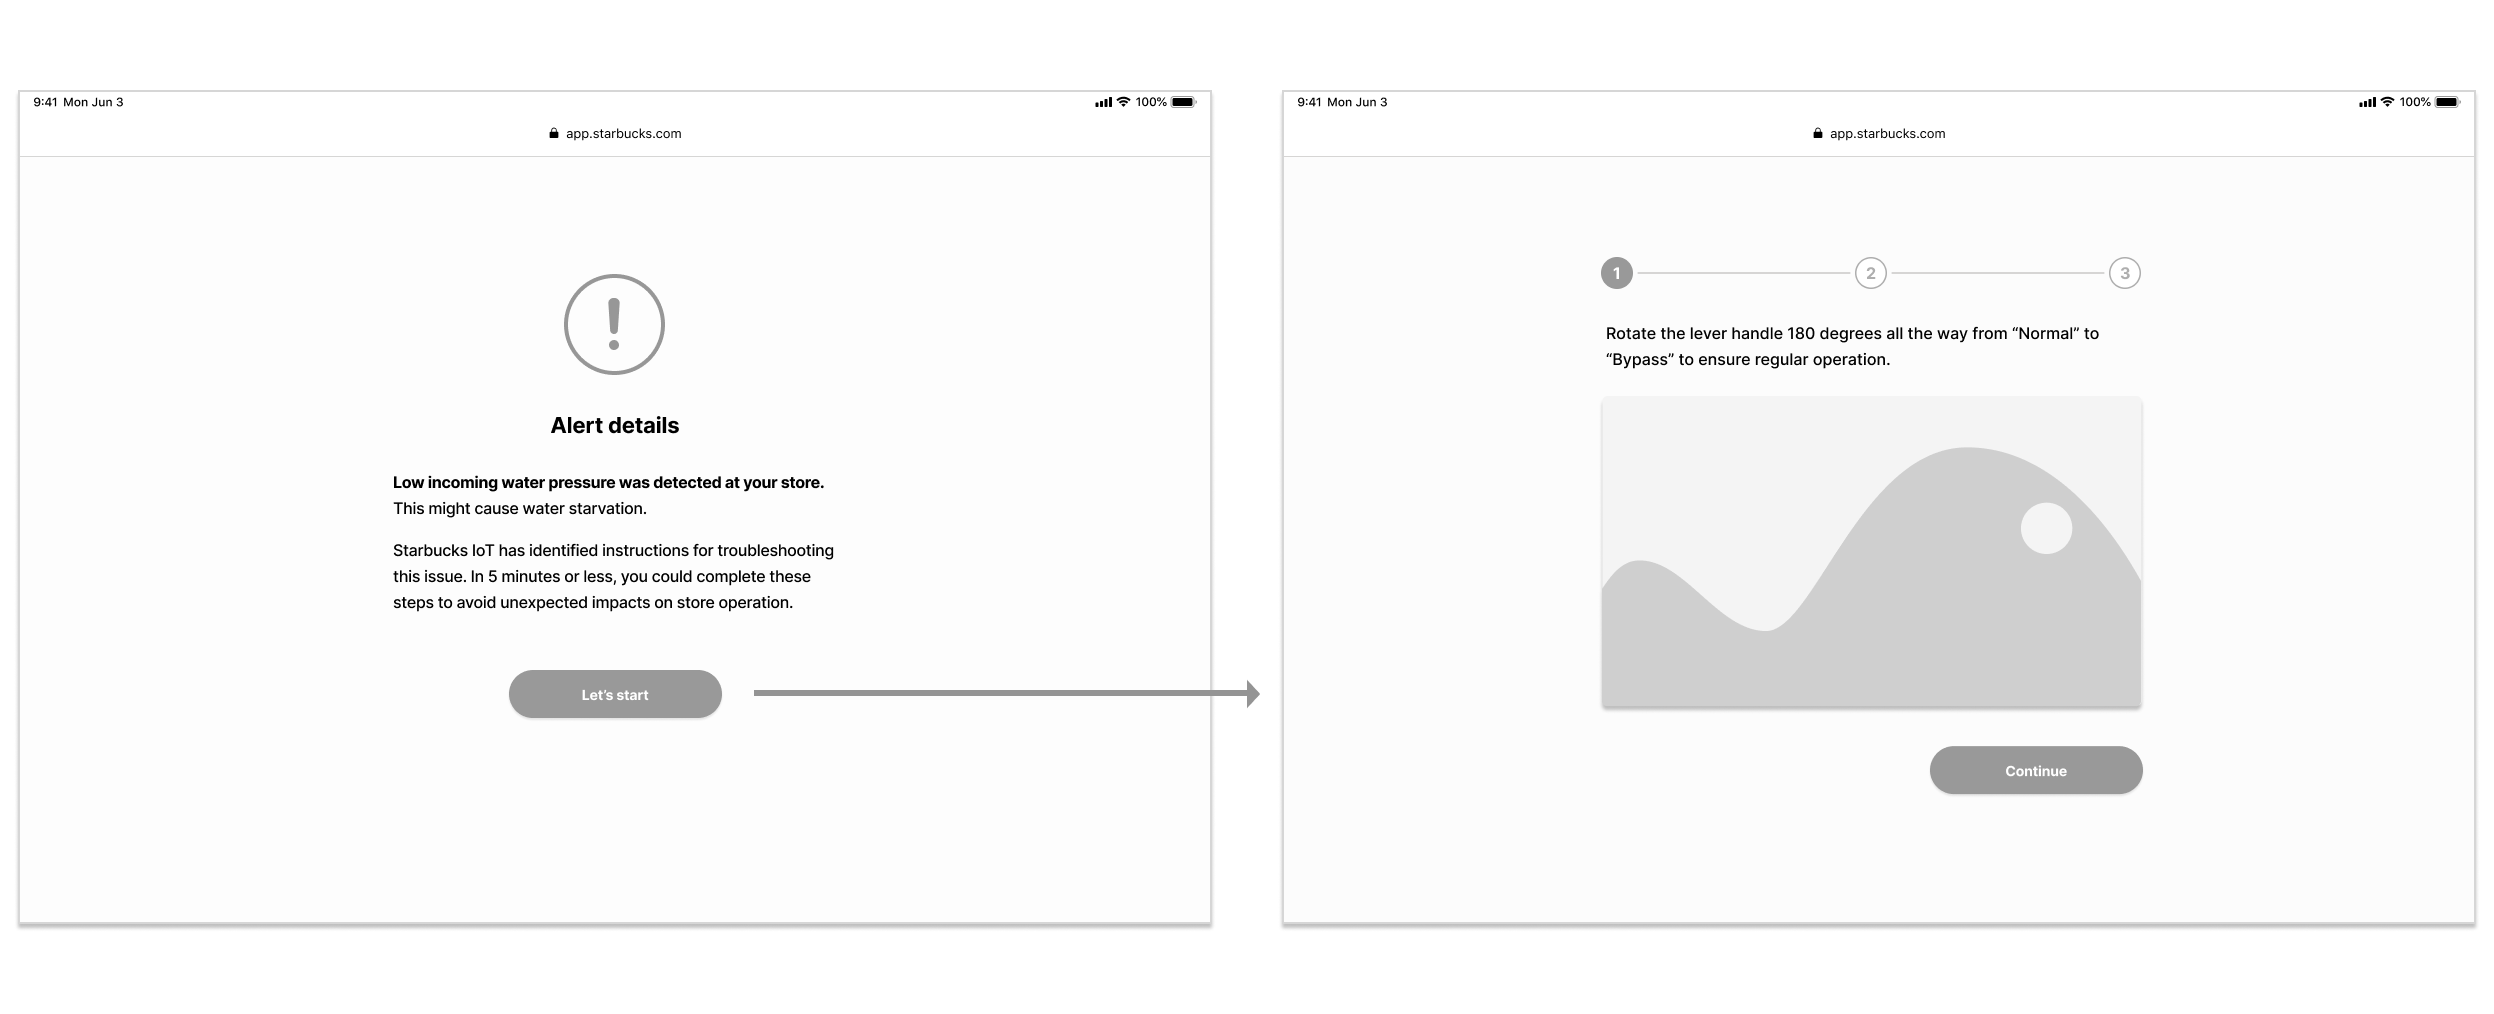 9:41 Mon Jun 3
100%
app.starbucks.com
Alert details
Low incoming water pressure was detected at your store.
This might cause water starvation.
Starbucks IoT has identified instructions for troubleshooting
this issue. In 5 minutes or less, you could complete these
steps to avoid unexpected impacts on store operation.
Let’s start
9:41 Mon Jun 3
100%
app.starbucks.com
1
2
3
Rotate the lever handle 180 degrees all the way from “Normal” to
“Bypass” to ensure regular operation.
Continue